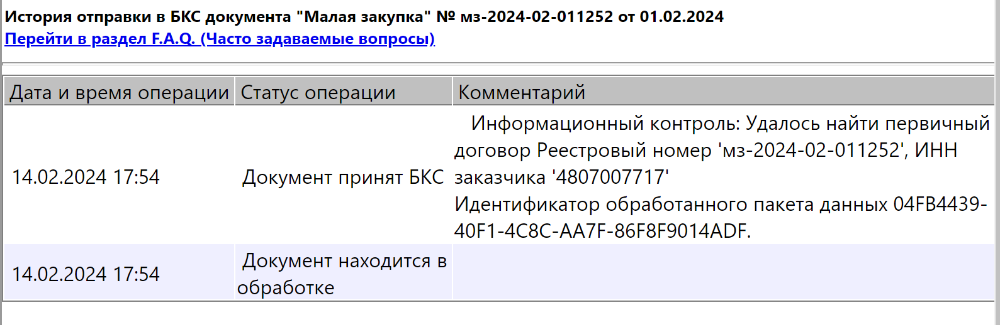 История отправки в БКС документа "Малая закупка" № мз-2024-02-011252 от 01.02.2024
Перейти в раздел F.A.Q. (Часто задаваемые вопросы)
Дата и время операции Статус операции Комментарий
Информационный контроль: Удалось найти первичный
договор Реестровый номер 'мз-2024-02-011252', ИНН
14.02.2024 17:54 Документ принят БКС заказчика '4807007717'
Идентификатор обработанного пакета данных 04FB4439-
40F1-4C8C-AA7F-86F8F9014ADF.
14.02.2024 17:54 Документ находится в
обработке